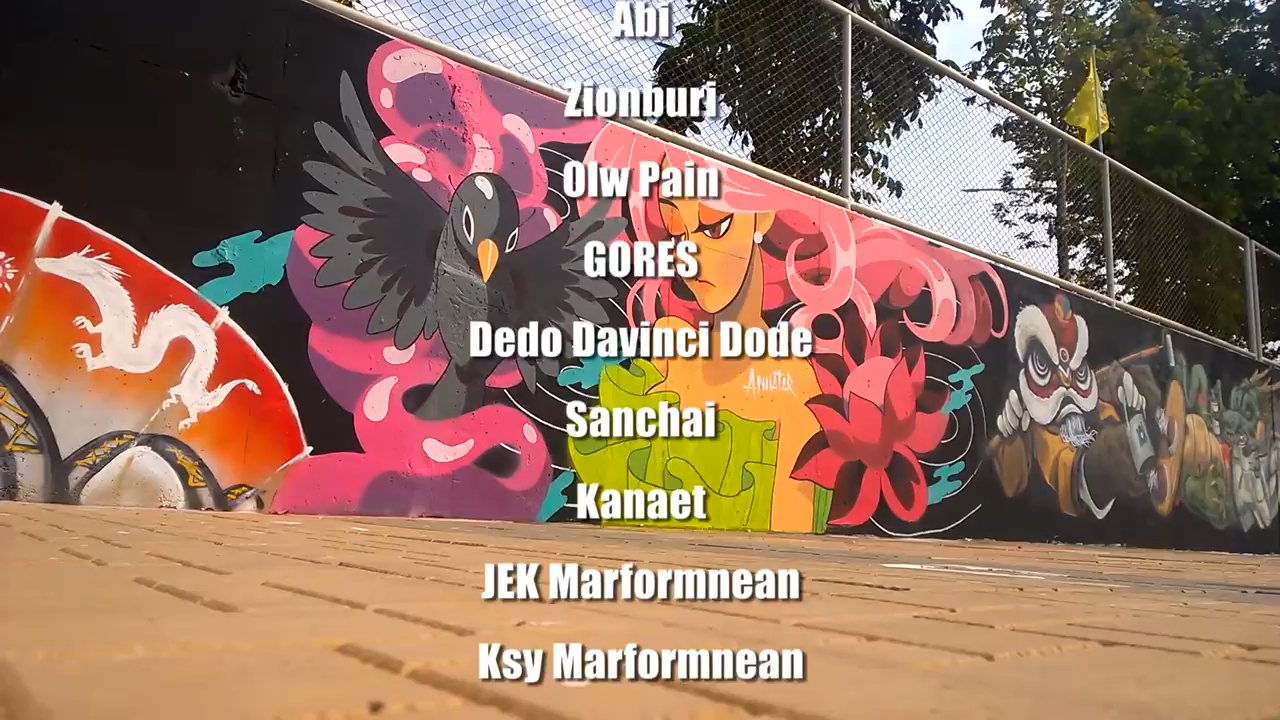 Abi
Zionburi
Olw Pain
GORES
Dedo Davinci Dode
Sanchai
Kanaet
JEK Marformnean
Ksy Marformnean